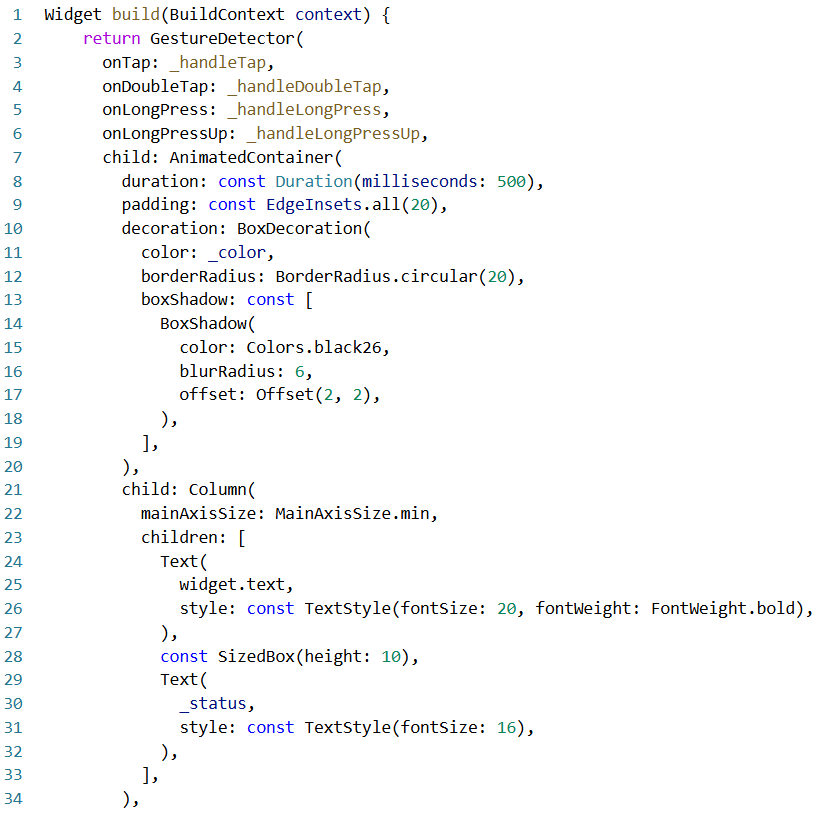 1 Widget build(BuildContext context) {
2     return GestureDetector(
3       onTap: _handleTap,
4       onDoubleTap: _handleDoubleTap,
5       onLongPress: _handleLongPress,
6       onLongPressUp: _handleLongPressUp,
7       child: AnimatedContainer(
8         duration: const Duration(milliseconds: 500),
9         padding: const EdgeInsets.all(20),
10         decoration: BoxDecoration(
11           color: _color,
12           borderRadius: BorderRadius.circular(20),
13           boxShadow: const [
14             BoxShadow(
15               color: Colors.black26,
16               blurRadius: 6,
17               offset: Offset(2, 2),
18             ),
19           ],
20         ),
21         child: Column(
22           mainAxisSize: MainAxisSize.min,
23           children: [
24             Text(
25               widget.text,
26               style: const TextStyle(fontSize: 20, fontWeight: FontWeight.bold),
27             ),
28             const SizedBox(height: 10),
29             Text(
30               _status,
31               style: const TextStyle(fontSize: 16),
32             ),
33           ],
34         ),